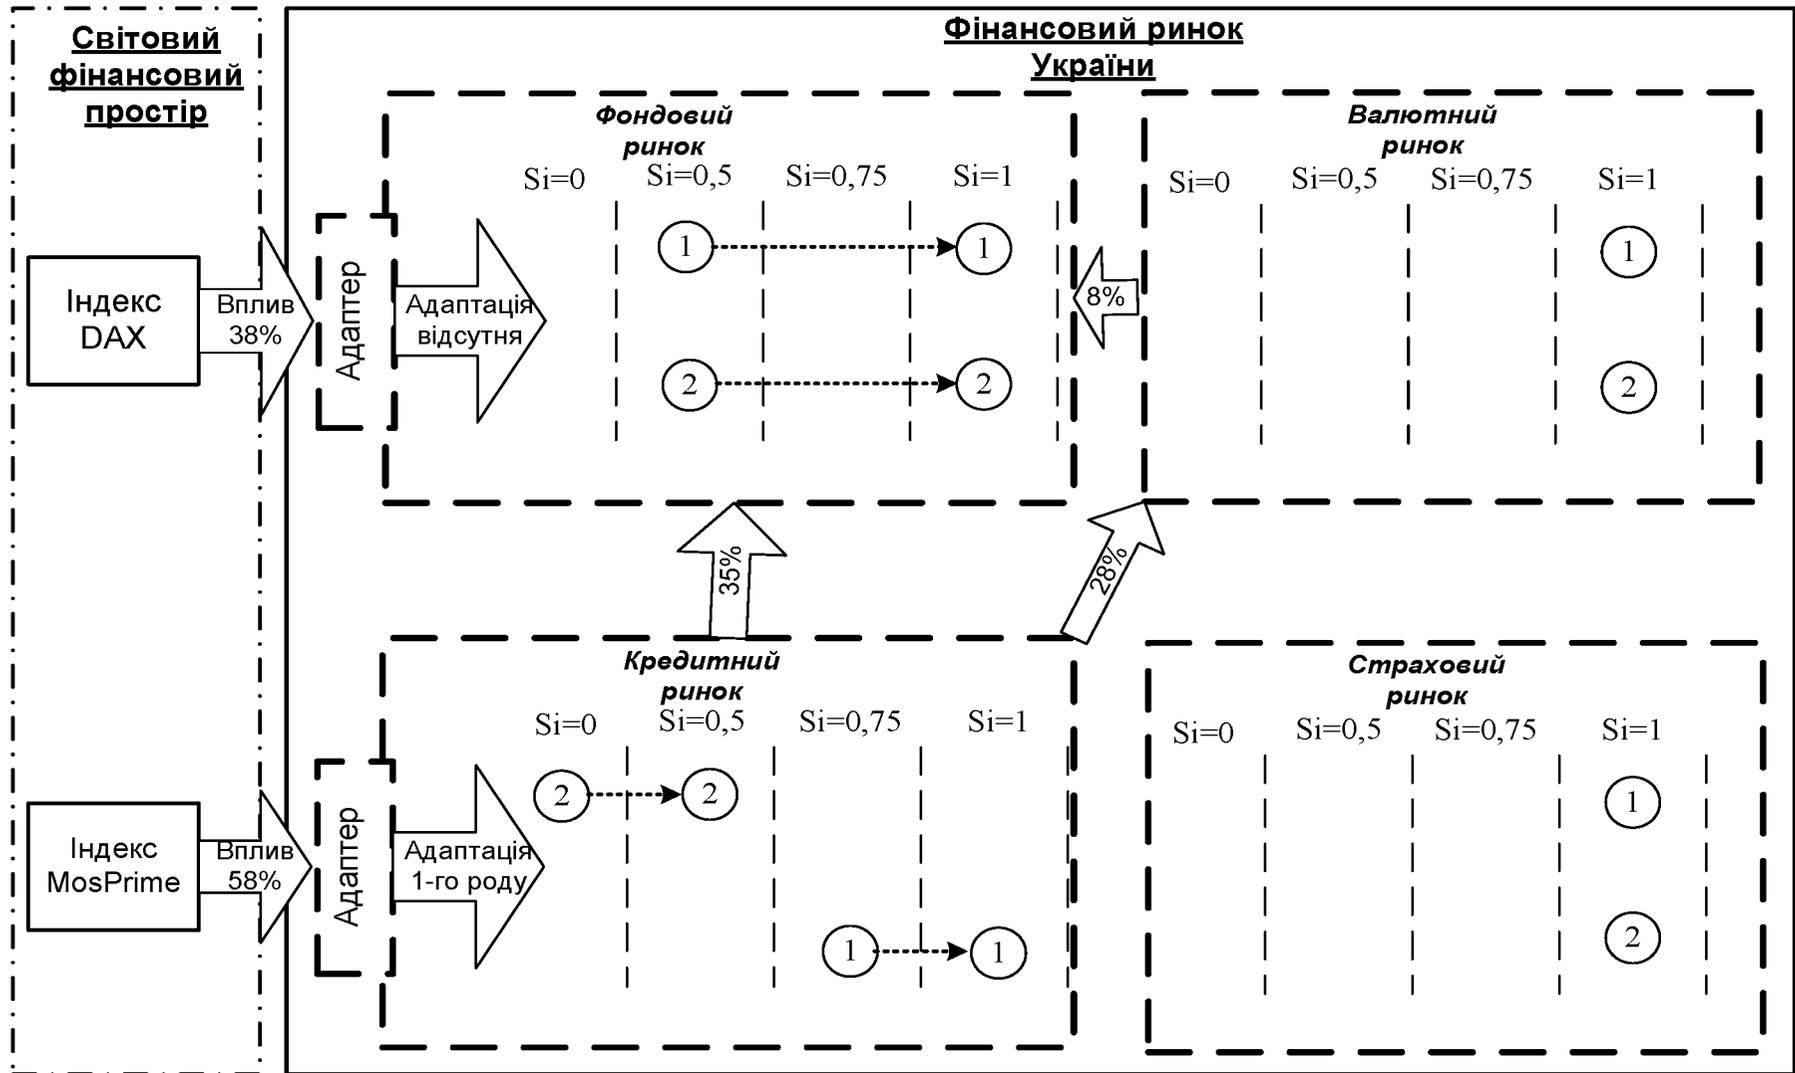 Світовий
фінансовий
простір
Фінансовий ринок
України
Фондовий
ринок
Si=0
Si=0,5
Si=0,75
Si=1
Валютний
ринок
Si=0
Si=0,5
Si=0,75
Si=1
Індекс
DAX
Вплив
38%
Адаптер
Адаптація
відсутня
1
1
2
2
8%
1
2
35%
28%
Кредитний
ринок
Si=0
Si=0,5
Si=0,75
Si=1
Страховий
ринок
Si=0
Si=0,5
Si=0,75
Si=1
Індекс
MosPrime
Вплив
58%
Адаптер
Адаптація
1-го роду
2
2
1
1
1
2